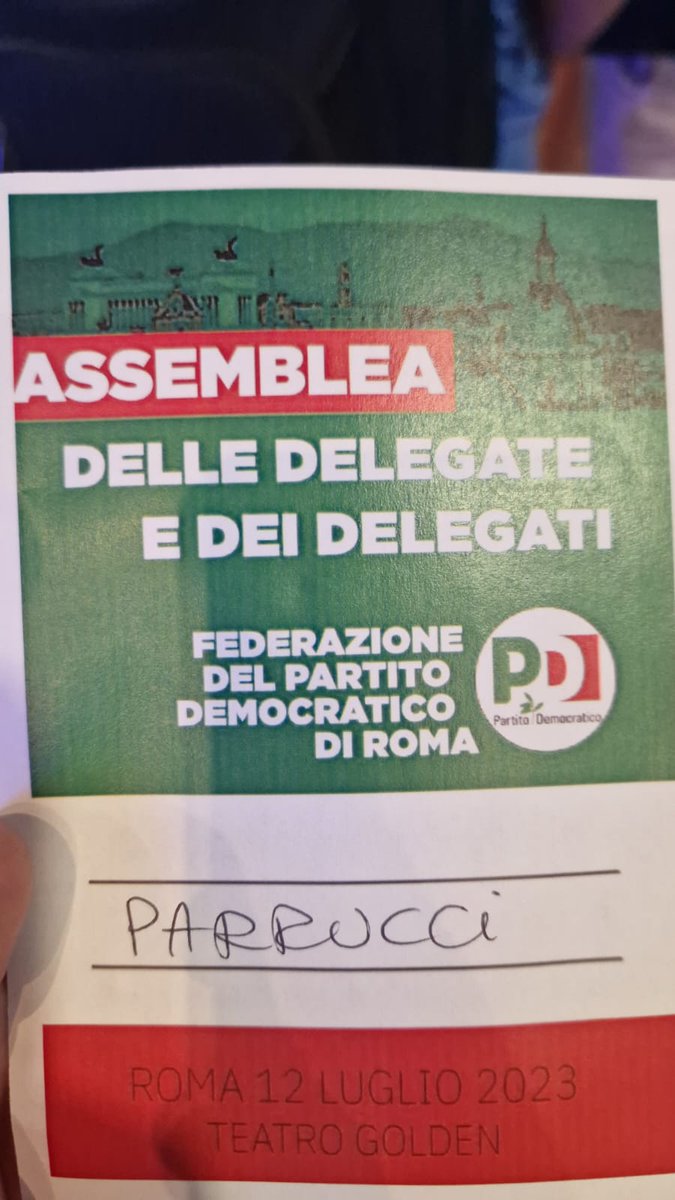 ASSEMBLEA
DELLE DELEGATE
E DEI DELEGATI
FEDERAZIONE
DEL PARTITO
DEMOCRATICO
DI ROMA
PD
Partito Democratico
PARRUCCi
ROMA 12 LUGLIO 2023
TEATRO GOLDEN